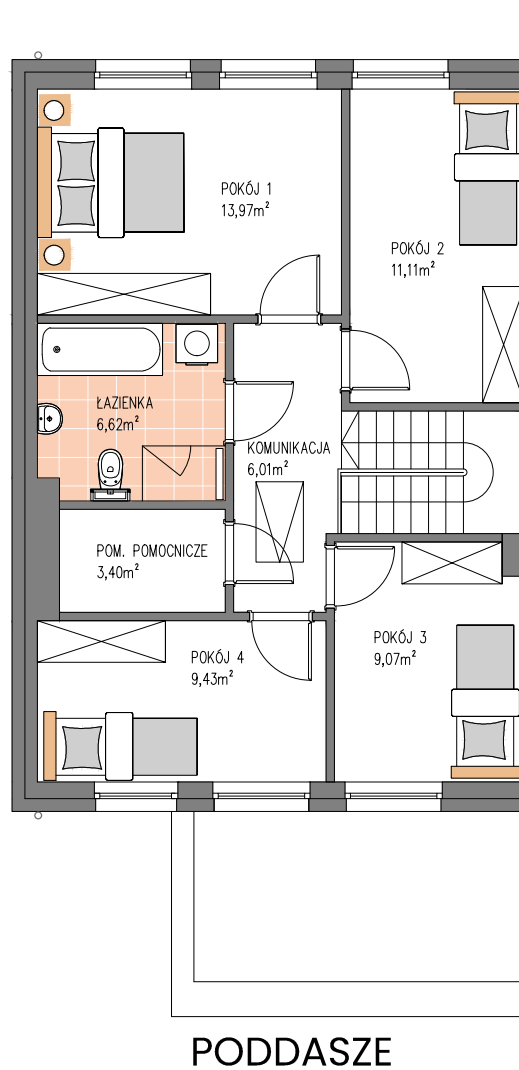 POKÓJ 1
13,97m²
POKÓJ 2
11,11m²
ŁAZIENKA
6,62m²
KOMUNIKACJA
6,01m²
POM. POMOCNICZE
3,40m²
POKÓJ 3
9,07m²
POKÓJ 4
9,43m²
PODDASZE